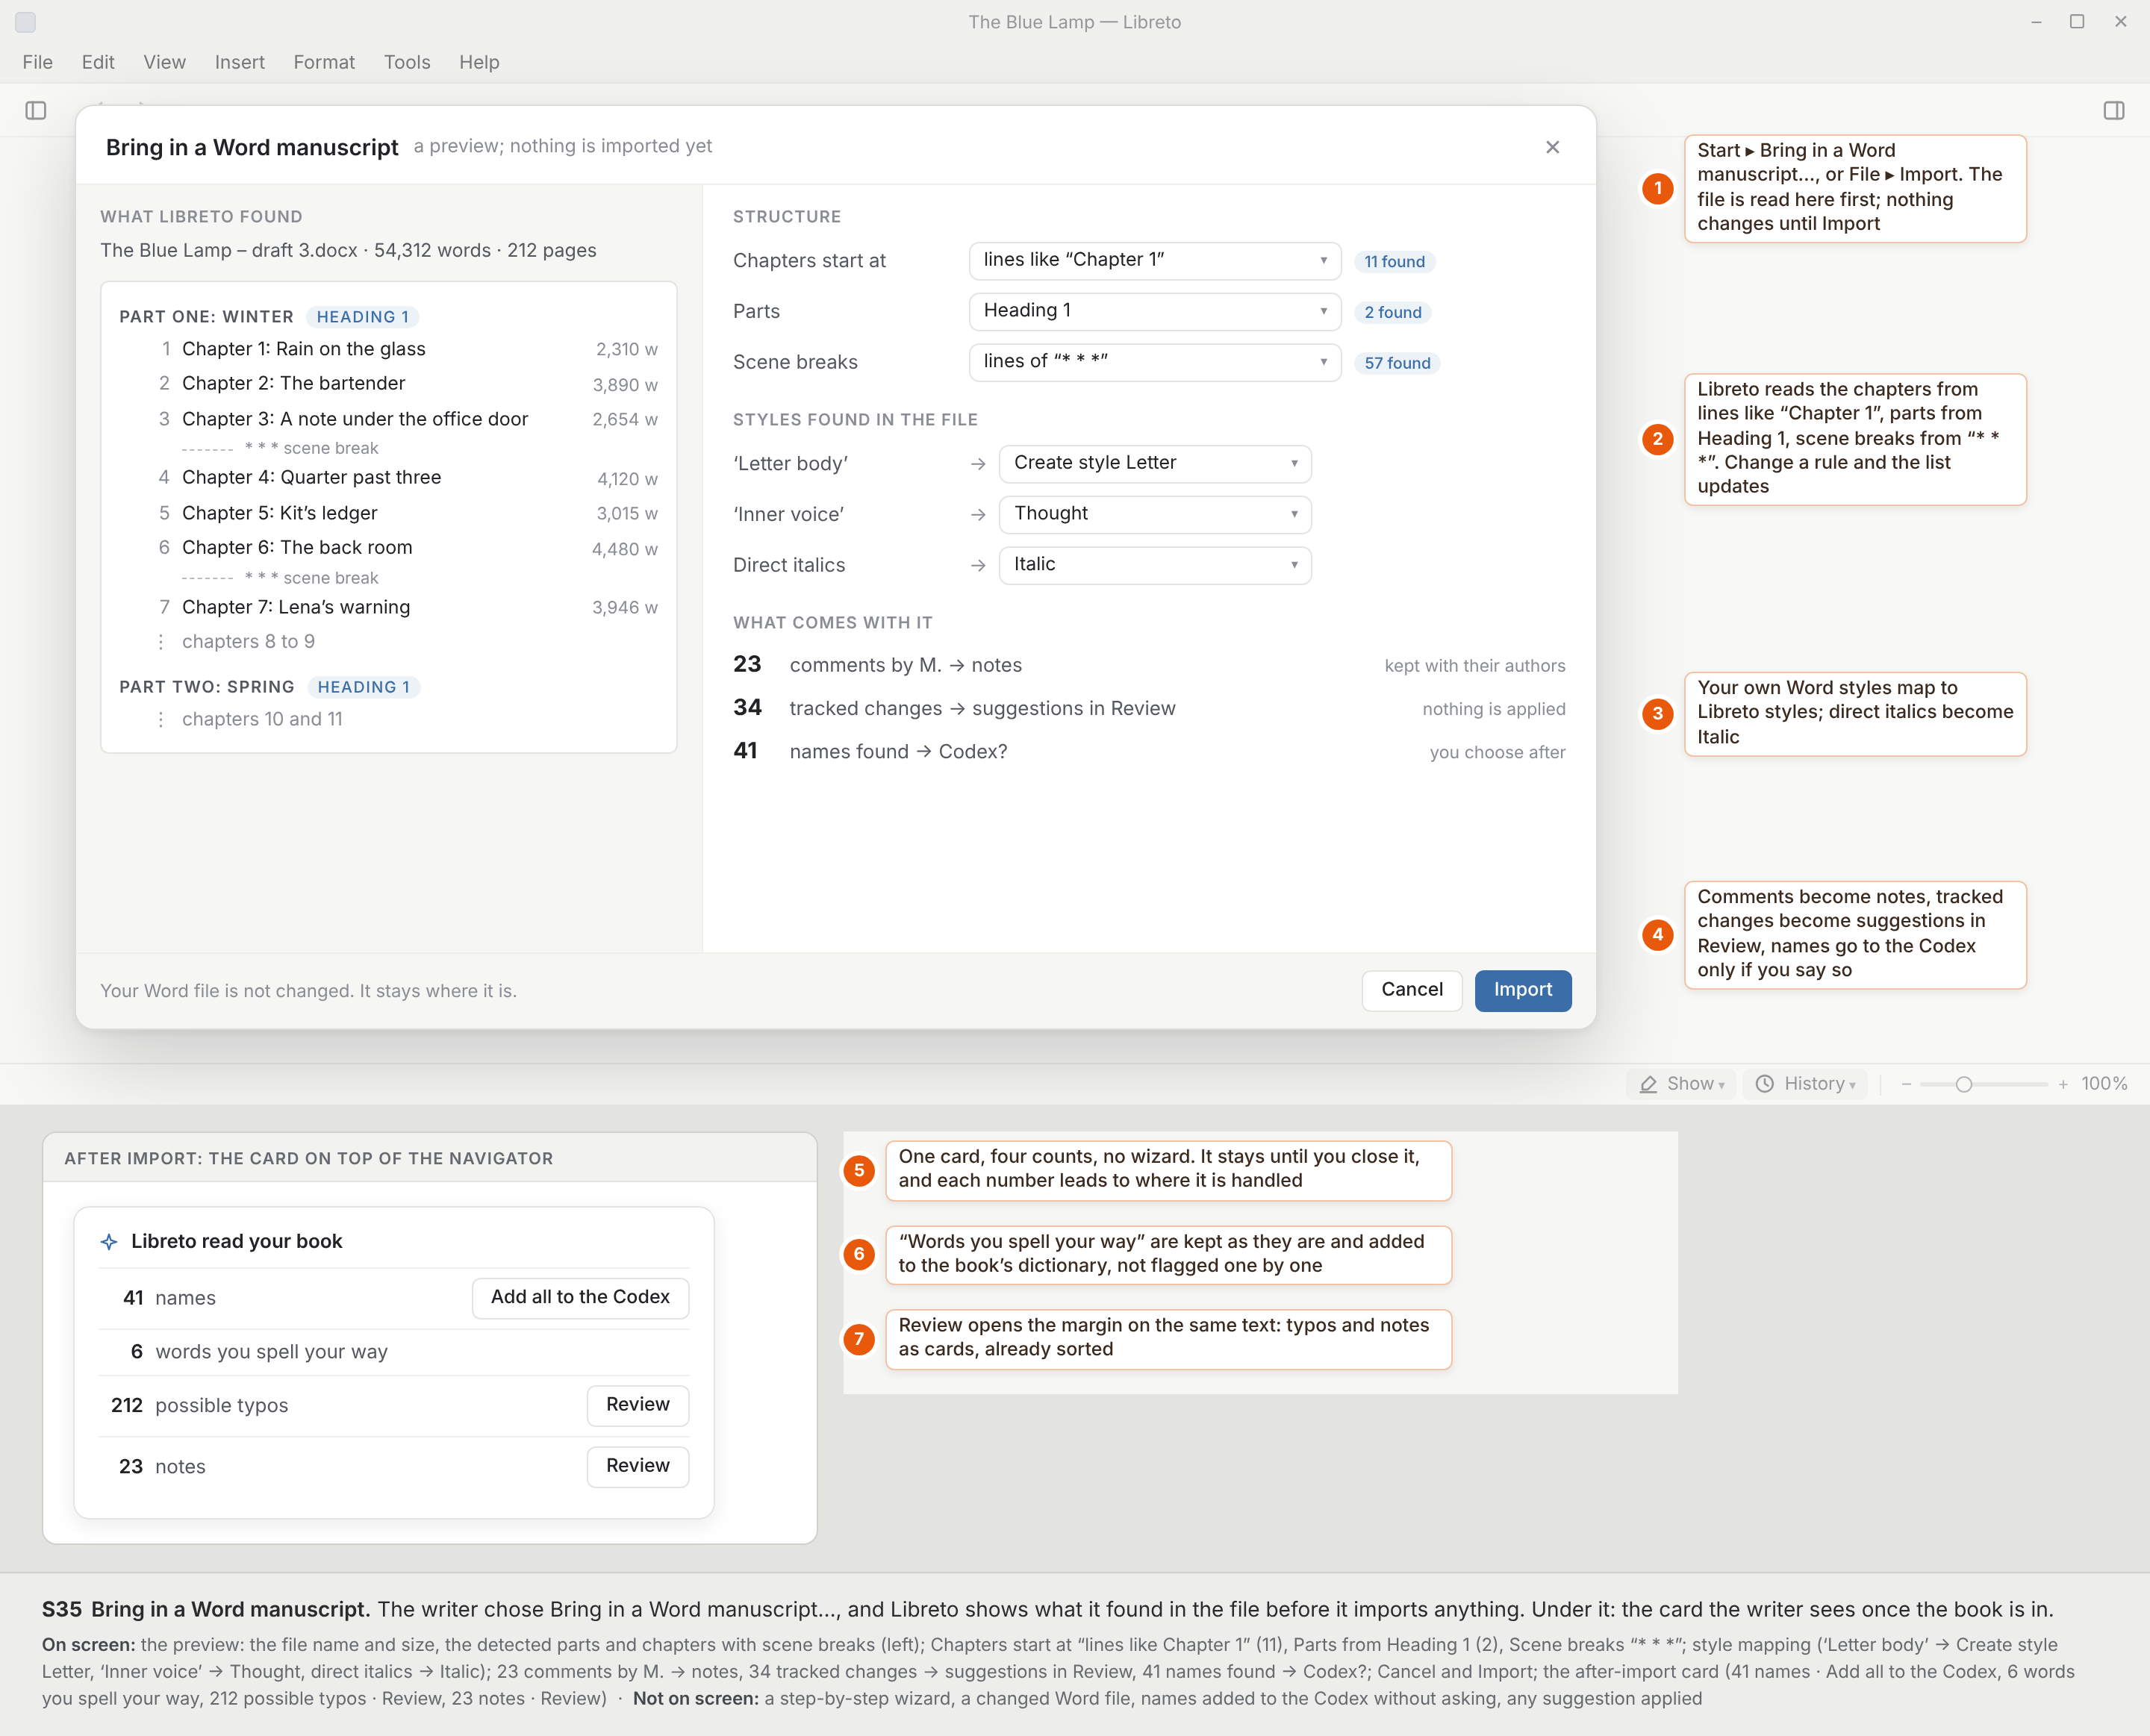 The Blue Lamp — Libreto
File Edit View Insert Format Tools Help
Bring in a Word manuscript a preview; nothing is imported yet
WHAT LIBRETO FOUND
The Blue Lamp – draft 3.docx · 54,312 words · 212 pages
PART ONE: WINTER HEADING 1
1 Chapter 1: Rain on the glass 2,310 w
2 Chapter 2: The bartender 3,890 w
3 Chapter 3: A note under the office door 2,654 w
* * * scene break
4 Chapter 4: Quarter past three 4,120 w
5 Chapter 5: Kit’s ledger 3,015 w
6 Chapter 6: The back room 4,480 w
* * * scene break
7 Chapter 7: Lena’s warning 3,946 w
⋮ chapters 8 to 9
PART TWO: SPRING HEADING 1
⋮ chapters 10 and 11
STRUCTURE
Chapters start at lines like “Chapter 1” 11 found
Parts Heading 1 2 found
Scene breaks lines of “* * *” 57 found
STYLES FOUND IN THE FILE
‘Letter body’ → Create style Letter
‘Inner voice’ → Thought
Direct italics → Italic
WHAT COMES WITH IT
23 comments by M. → notes kept with their authors
34 tracked changes → suggestions in Review nothing is applied
41 names found → Codex? you choose after
Your Word file is not changed. It stays where it is.
Cancel Import
1
Start ▸ Bring in a Word
manuscript…, or File ▸ Import. The
file is read here first; nothing
changes until Import
2
Libreto reads the chapters from
lines like “Chapter 1”, parts from
Heading 1, scene breaks from “* *
*”. Change a rule and the list
updates
3
Your own Word styles map to
Libreto styles; direct italics become
Italic
4
Comments become notes, tracked
changes become suggestions in
Review, names go to the Codex
only if you say so
Show History 100%
AFTER IMPORT: THE CARD ON TOP OF THE NAVIGATOR
Libreto read your book
41 names Add all to the Codex
6 words you spell your way
212 possible typos Review
23 notes Review
5
One card, four counts, no wizard. It stays until you close it,
and each number leads to where it is handled
6
“Words you spell your way” are kept as they are and added
to the book’s dictionary, not flagged one by one
7
Review opens the margin on the same text: typos and notes
as cards, already sorted
S35 Bring in a Word manuscript. The writer chose Bring in a Word manuscript…, and Libreto shows what it found in the file before it imports anything. Under it: the card the writer sees once the book is in.
On screen: the preview: the file name and size, the detected parts and chapters with scene breaks (left); Chapters start at “lines like Chapter 1” (11), Parts from Heading 1 (2), Scene breaks “* * *”; style mapping (‘Letter body’ → Create style
Letter, ‘Inner voice’ → Thought, direct italics → Italic); 23 comments by M. → notes, 34 tracked changes → suggestions in Review, 41 names found → Codex?; Cancel and Import; the after-import card (41 names · Add all to the Codex, 6 words
you spell your way, 212 possible typos · Review, 23 notes · Review) · Not on screen: a step-by-step wizard, a changed Word file, names added to the Codex without asking, any suggestion applied